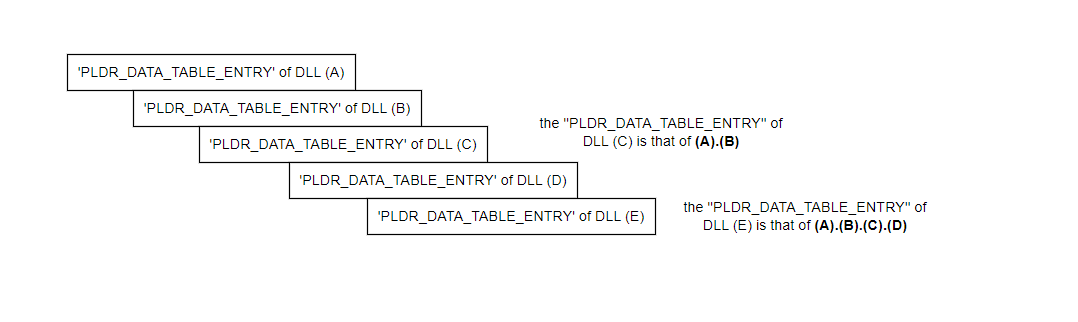 'PLDR_DATA_TABLE_ENTRY' of DLL (A)
'PLDR_DATA_TABLE_ENTRY' of DLL (B)
'PLDR_DATA_TABLE_ENTRY' of DLL (C)
'PLDR_DATA_TABLE_ENTRY' of DLL (D)
'PLDR_DATA_TABLE_ENTRY' of DLL (E)
the "PLDR_DATA_TABLE_ENTRY" of
DLL (C) is that of (A).(B)
the "PLDR_DATA_TABLE_ENTRY" of
DLL (E) is that of (A).(B).(C).(D)